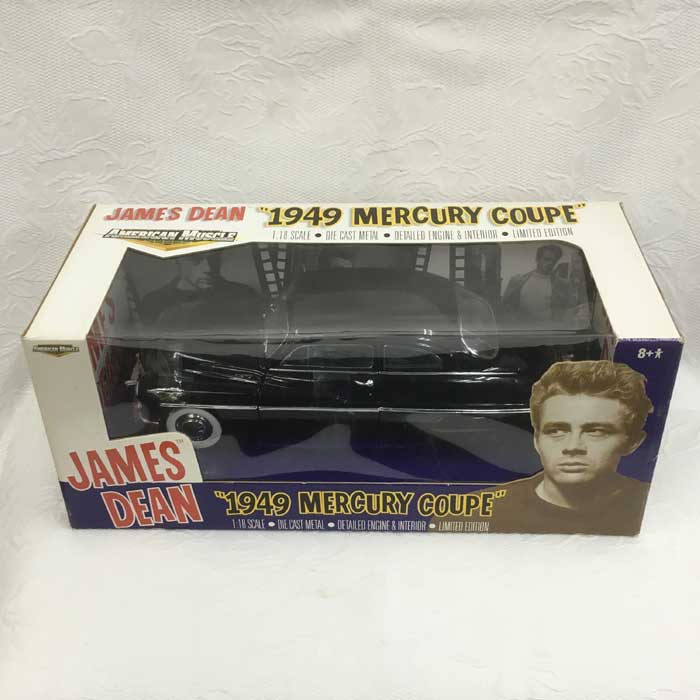 JAMES DEAN "1949 MERCURY COUPE"
AMERICAN MUSCLE
1:18 SCALE • DIE CAST METAL • DETAILED ENGINE & INTERIOR • LIMITED EDITION
AMERICAN MUSCLE
8+
JAMES™
DEAN
"1949 MERCURY COUPE"
1:18 SCALE • DIE CAST METAL • DETAILED ENGINE & INTERIOR • LIMITED EDITION